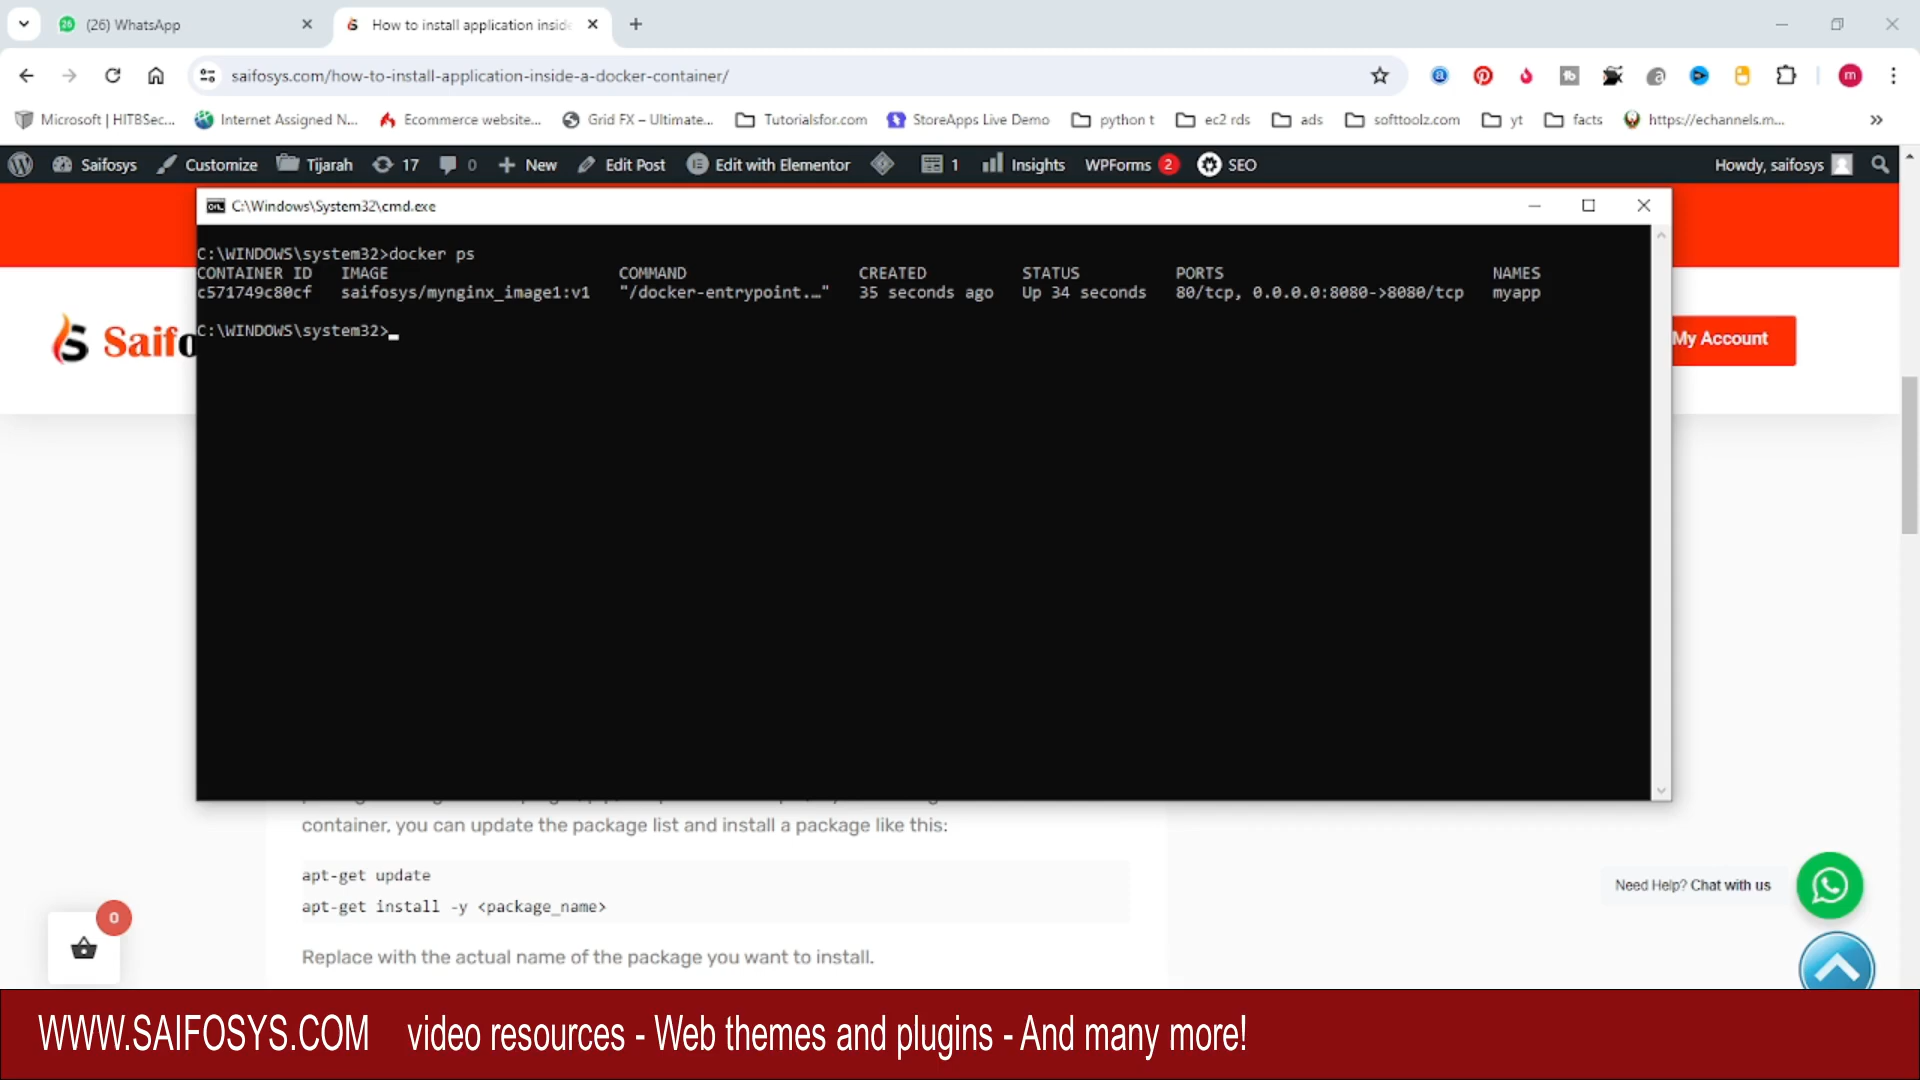 (26) WhatsApp
How to install application inside
saifosys.com/how-to-install-application-inside-a-docker-container/
m
Microsoft | HITBSec...
Internet Assigned N...
Ecommerce website...
Grid FX – Ultimate...
Tutorialsfor.com
StoreApps Live Demo
python t
ec2 rds
ads
softtoolz.com
yt
facts
https://echannels.m...
Saifosys
Customize
Tijarah
17
0
New
Edit Post
Edit with Elementor
1
Insights
WPForms 2
SEO
Howdy, saifosys
C:\Windows\System32\cmd.exe
C:\WINDOWS\system32>docker ps
CONTAINER ID IMAGE COMMAND CREATED STATUS PORTS NAMES
c571749c80cf saifosys/mynginx_image1:v1 "/docker-entrypoint.…" 35 seconds ago Up 34 seconds 80/tcp, 0.0.0.0:8080->8080/tcp myapp
C:\WINDOWS\system32>
Saifo
My Account
container, you can update the package list and install a package like this:
apt-get update
apt-get install -y <package_name>
Replace with the actual name of the package you want to install.
Need Help? Chat with us
0
WWW.SAIFOSYS.COM video resources - Web themes and plugins - And many more!